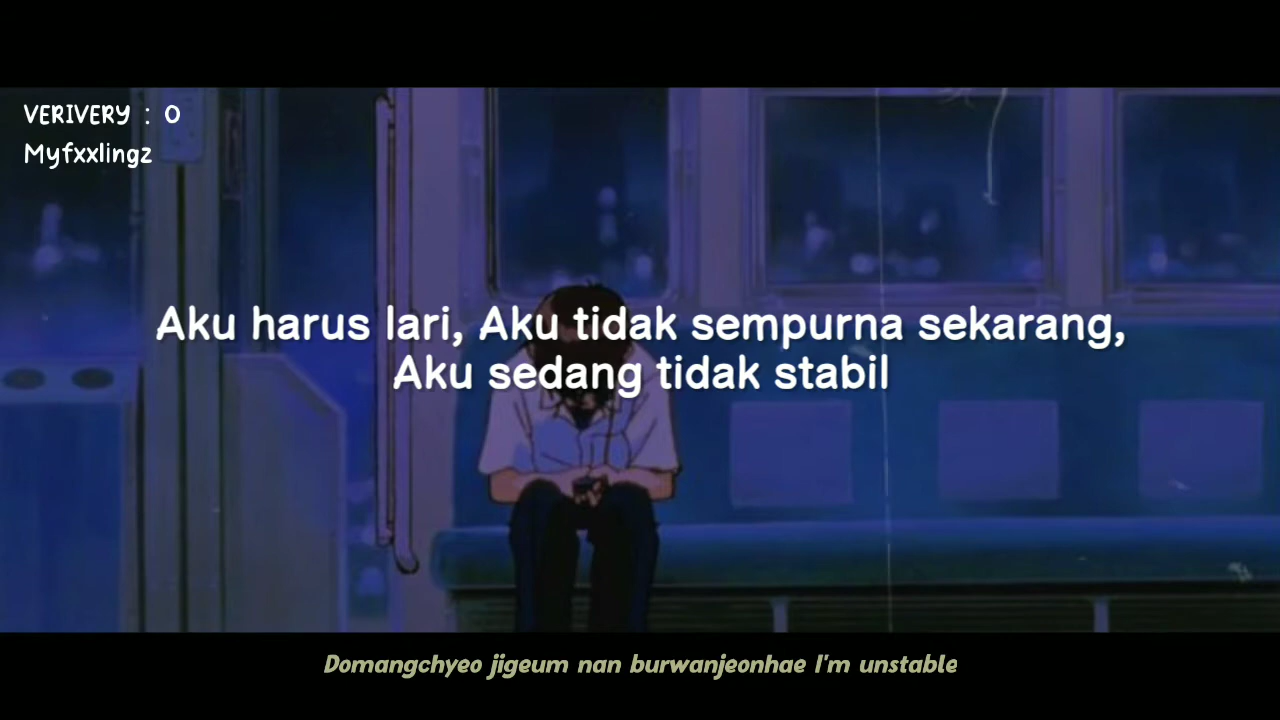 VERIVERY : O
Myfxxlingz
Aku harus lari, Aku tidak sempurna sekarang,
Aku sedang tidak stabil
Domangchyeo jigeum nan burwanjeonhae I'm unstable